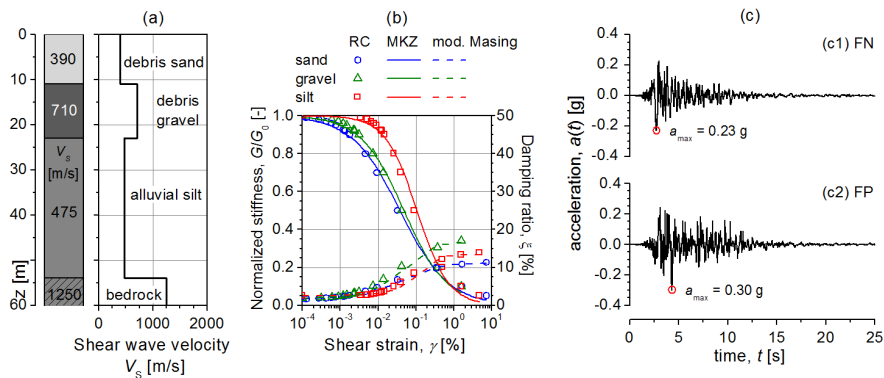 (a)
0
10
20
30
40
50
60
z [m]
390
710
V_S
[m/s]
475
1250
debris sand
debris
gravel
alluvial silt
bedrock
0 1000 2000
Shear wave velocity
V_S [m/s]
(b)
RC MKZ mod. Masing
sand
gravel
silt
1.0
0.8
0.6
0.4
0.2
0.0
Normalized stiffness, G/G_0 [-]
50
40
30
20
10
0
Damping ratio, ξ [%]
10^-4 10^-3 10^-2 10^-1 10^0 10^1
Shear strain, γ [%]
(c)
(c1) FN
0.4
0.2
0.0
-0.2
-0.4
a_max = 0.23 g
(c2) FP
0.4
0.2
0.0
-0.2
-0.4
a_max = 0.30 g
acceleration, a(t) [g]
0 5 10 15 20 25
time, t [s]